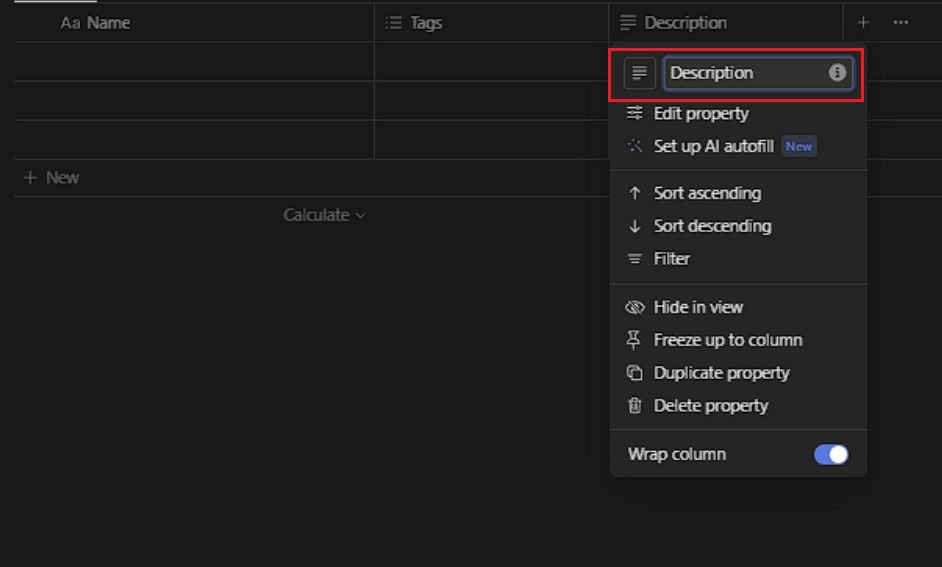 Aa Name Tags Description
Description
Edit property
Set up AI autofill New
+ New
Sort ascending
Calculate
Sort descending
Filter
Hide in view
Freeze up to column
Duplicate property
Delete property
Wrap column